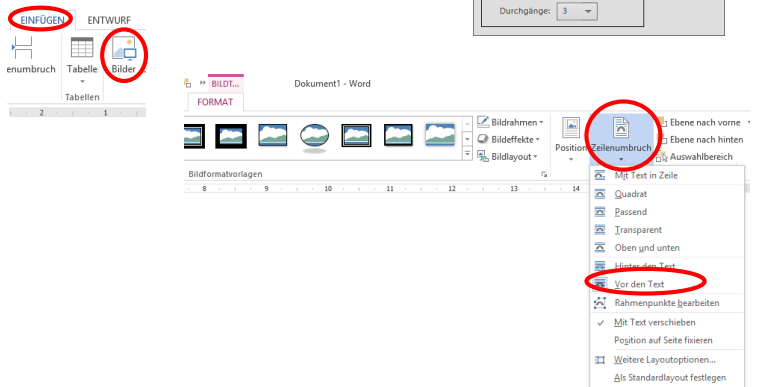 Durchgänge: 3
EINFÜGEN ENTWURF
enumbruch Tabelle Bilder
Tabellen
2 1
BILDT... Dokument1 - Word
FORMAT
Bildrahmen
Bildeffekte
Bildlayout
Position Zeilenumbruch
Ebene nach vorne
Ebene nach hinten
Auswahlbereich
Bildformatvorlagen
8 9 10 11 12 13 14
Mit Text in Zeile
Quadrat
Passend
Transparent
Oben und unten
Hinter den Text
Vor den Text
Rahmenpunkte bearbeiten
Mit Text verschieben
Position auf Seite fixieren
Weitere Layoutoptionen...
Als Standardlayout festlegen